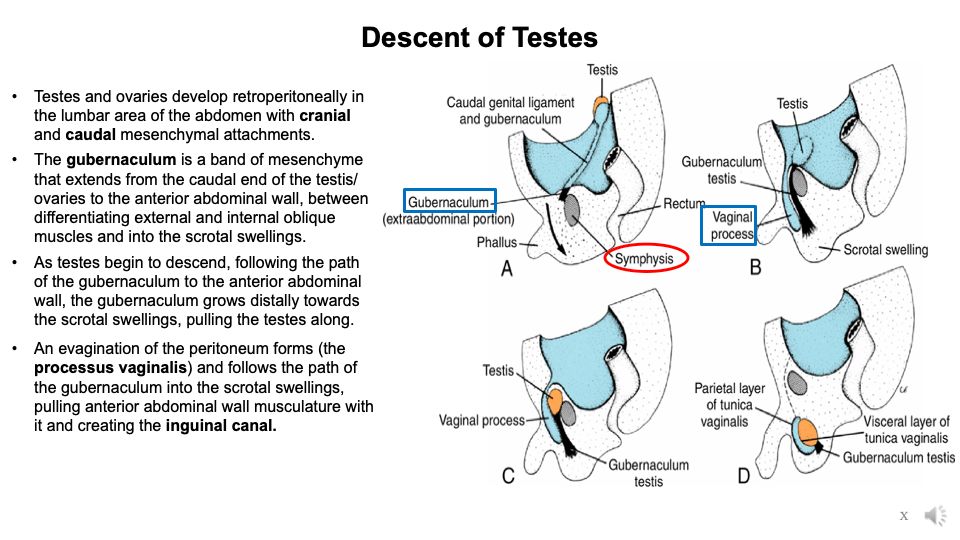 Descent of Testes
• Testes and ovaries develop retroperitoneally in
the lumbar area of the abdomen with cranial
and caudal mesenchymal attachments.
• The gubernaculum is a band of mesenchyme
that extends from the caudal end of the testis/
ovaries to the anterior abdominal wall, between
differentiating external and internal oblique
muscles and into the scrotal swellings.
• As testes begin to descend, following the path
of the gubernaculum to the anterior abdominal
wall, the gubernaculum grows distally towards
the scrotal swellings, pulling the testes along.
• An evagination of the peritoneum forms (the
processus vaginalis) and follows the path of
the gubernaculum into the scrotal swellings,
pulling anterior abdominal wall musculature with
it and creating the inguinal canal.
Testis
Caudal genital ligament
and gubernaculum
Gubernaculum
(extraabdominal portion)
Rectum
Phallus
Symphysis
A
Testis
Gubernaculum
testis
Vaginal
process
Scrotal swelling
B
Testis
Vaginal process
Gubernaculum
testis
C
Parietal layer
of tunica
vaginalis
Visceral layer of
tunica vaginalis
Gubernaculum testis
D
X